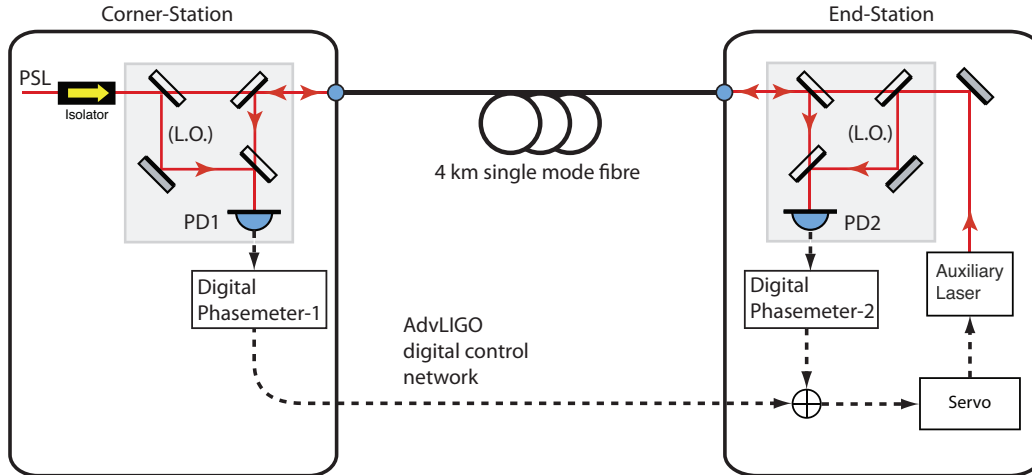 Corner-Station
End-Station
PSL
Isolator
(L.O.)
(L.O.)
4 km single mode fibre
PD1
PD2
Digital
Phasemeter-1
Digital
Phasemeter-2
Auxiliary
Laser
AdvLIGO
digital control
network
Servo